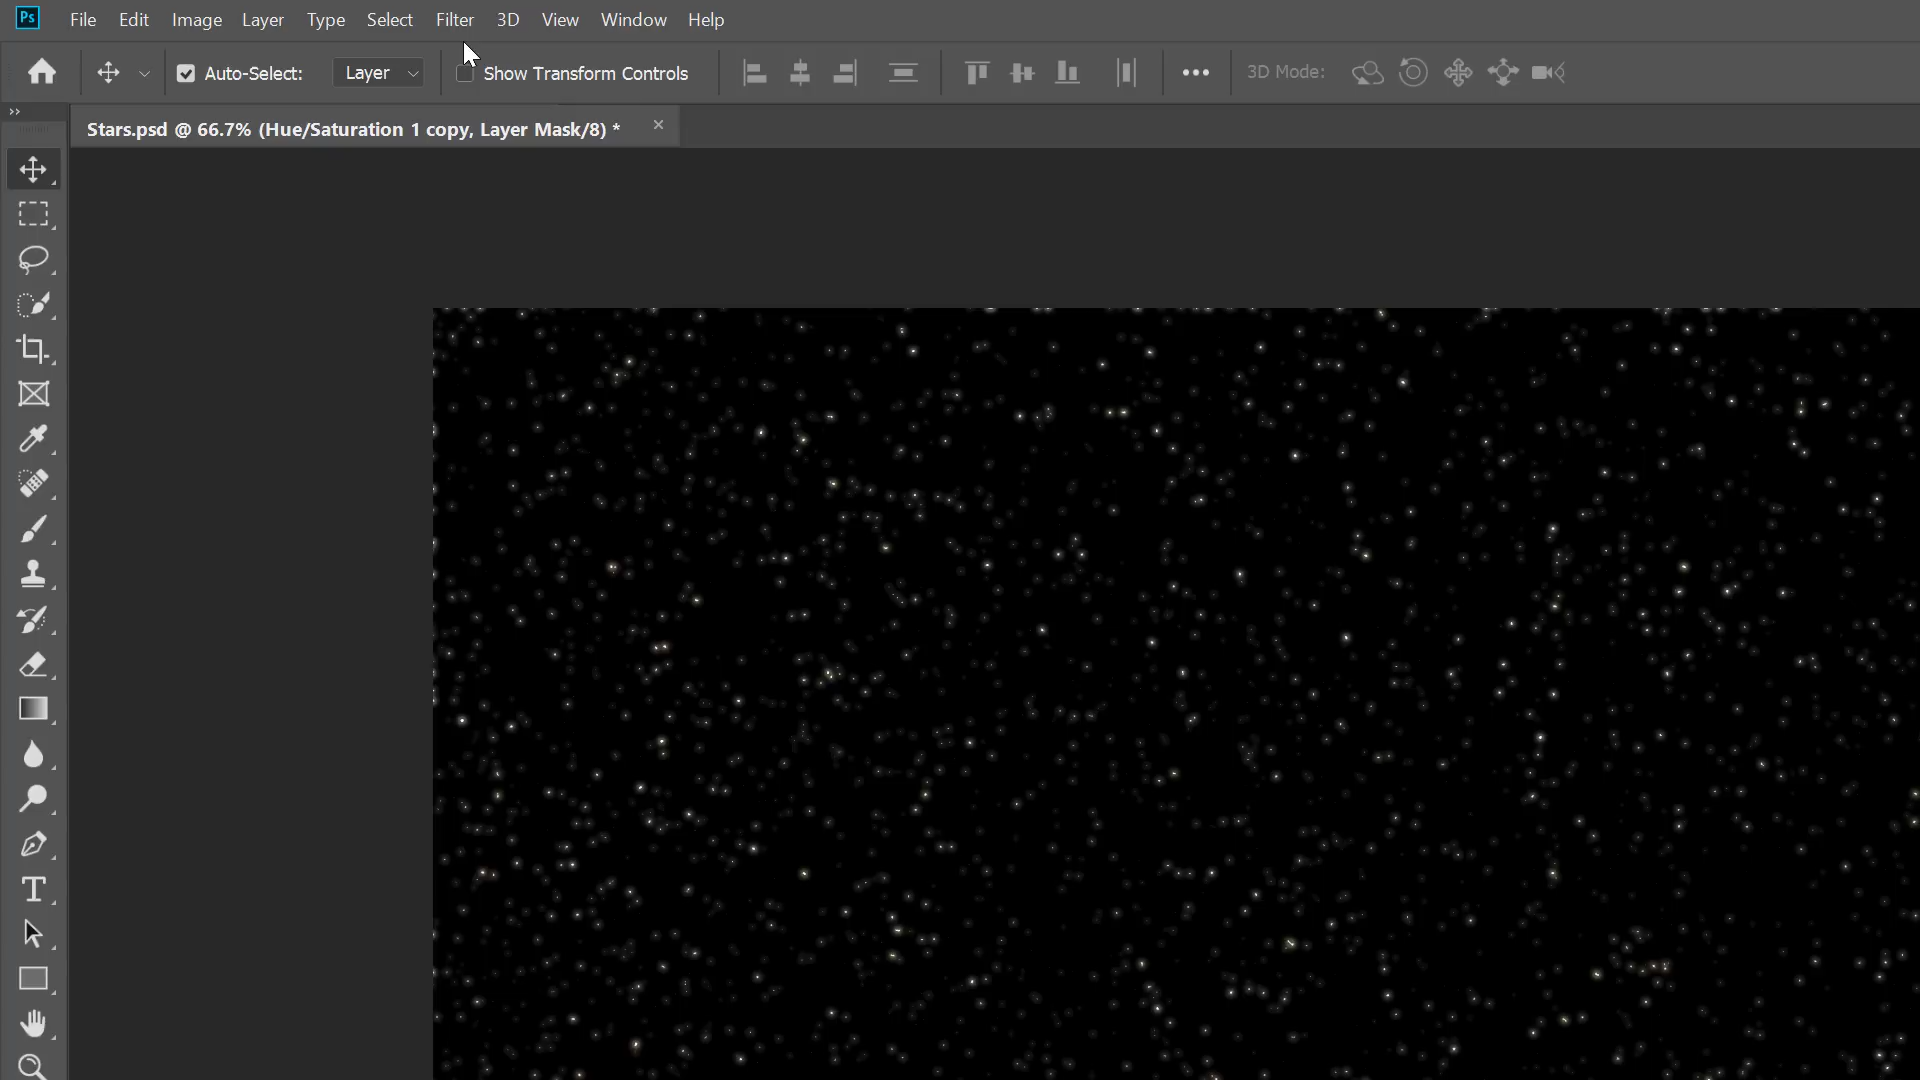 Ps File Edit Image Layer Type Select Filter 3D View Window Help
Auto-Select: Layer Show Transform Controls 3D Mode:
Stars.psd @ 66.7% (Hue/Saturation 1 copy, Layer Mask/8) *